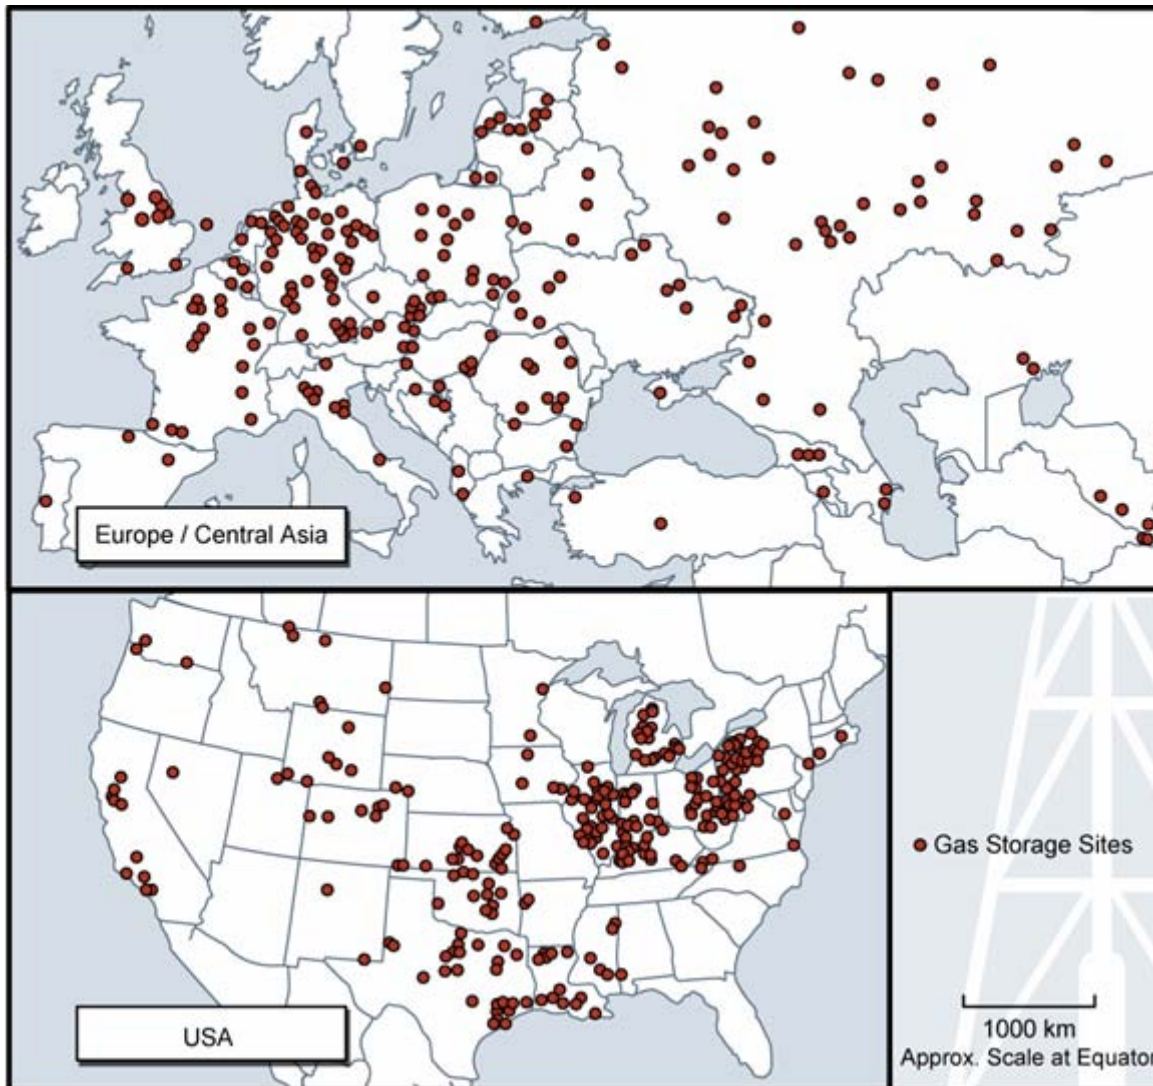 Europe / Central Asia
USA
Gas Storage Sites
1000 km
Approx. Scale at Equator